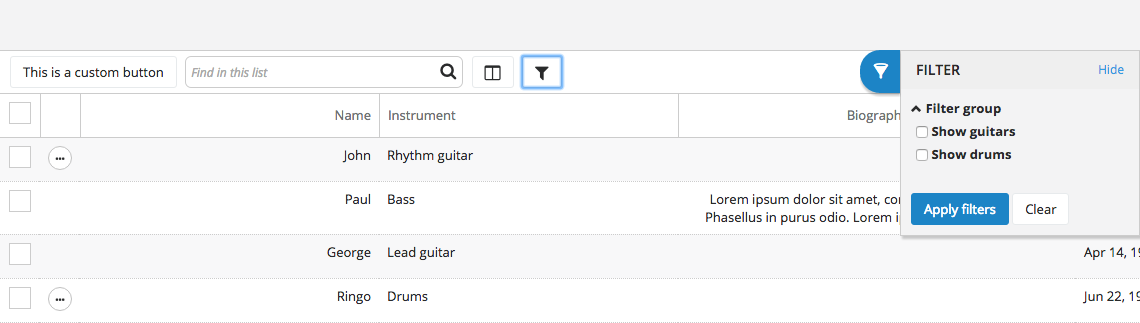 This is a custom button
Find in this list
FILTER
Hide
Name
Instrument
Biograph
Filter group
Show guitars
Show drums
John
Rhythm guitar
Paul
Bass
Lorem ipsum dolor sit amet, con
Phasellus in purus odio. Lorem i
Apply filters
Clear
George
Lead guitar
Apr 14, 19
Ringo
Drums
Jun 22, 19